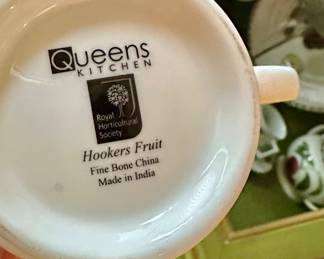 Queens
KITCHEN
Royal
Horticultural
Society
Hookers Fruit
Fine Bone China
Made in India